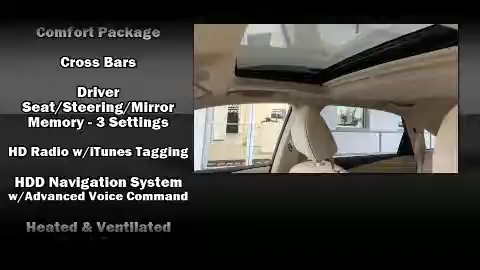 Comfort Package
Cross Bars
Driver
Seat/Steering/Mirror
Memory - 3 Settings
HD Radio w/iTunes Tagging
HDD Navigation System
w/Advanced Voice Command
Heated & Ventilated